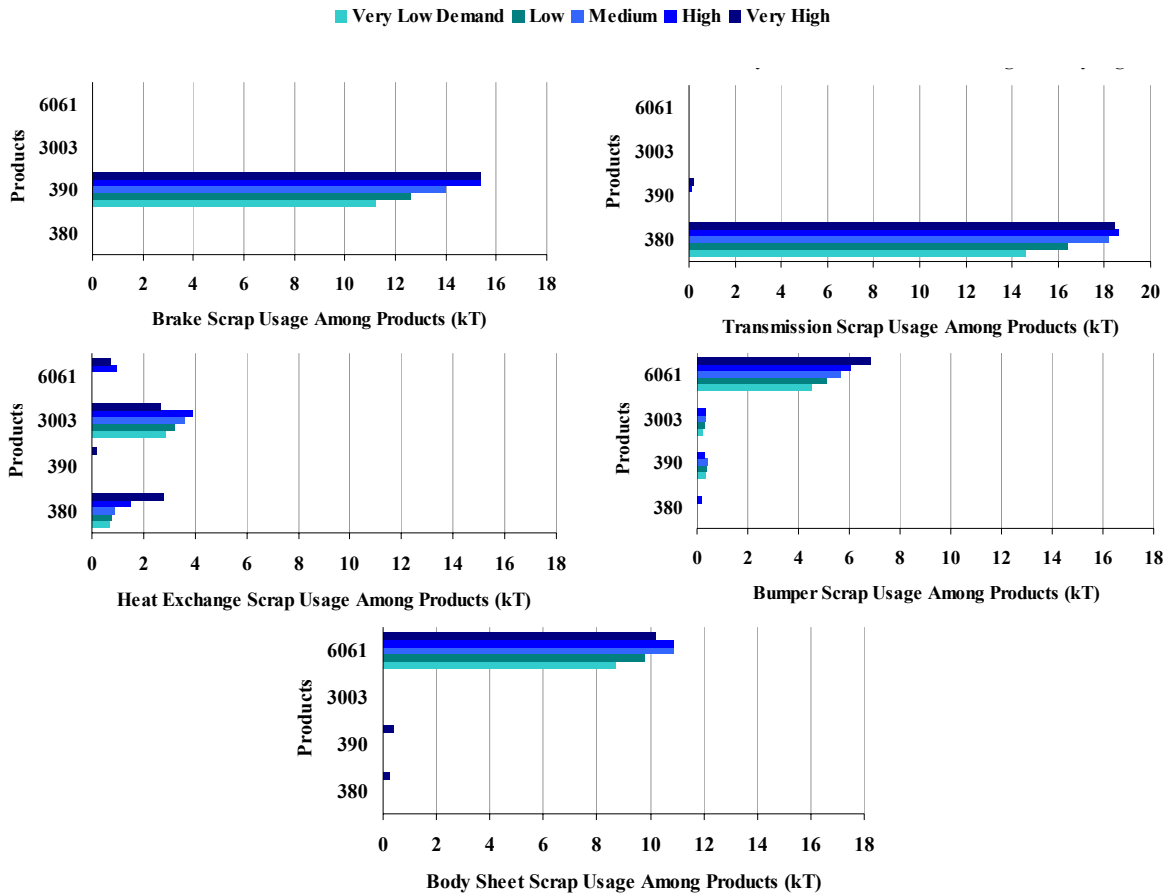 Very Low Demand Low Medium High Very High
Products
6061
3003
390
380
0 2 4 6 8 10 12 14 16 18
Brake Scrap Usage Among Products (kT)
Products
6061
3003
390
380
0 2 4 6 8 10 12 14 16 18 20
Transmission Scrap Usage Among Products (kT)
Products
6061
3003
390
380
0 2 4 6 8 10 12 14 16 18
Heat Exchange Scrap Usage Among Products (kT)
Products
6061
3003
390
380
0 2 4 6 8 10 12 14 16 18
Bumper Scrap Usage Among Products (kT)
Products
6061
3003
390
380
0 2 4 6 8 10 12 14 16 18
Body Sheet Scrap Usage Among Products (kT)